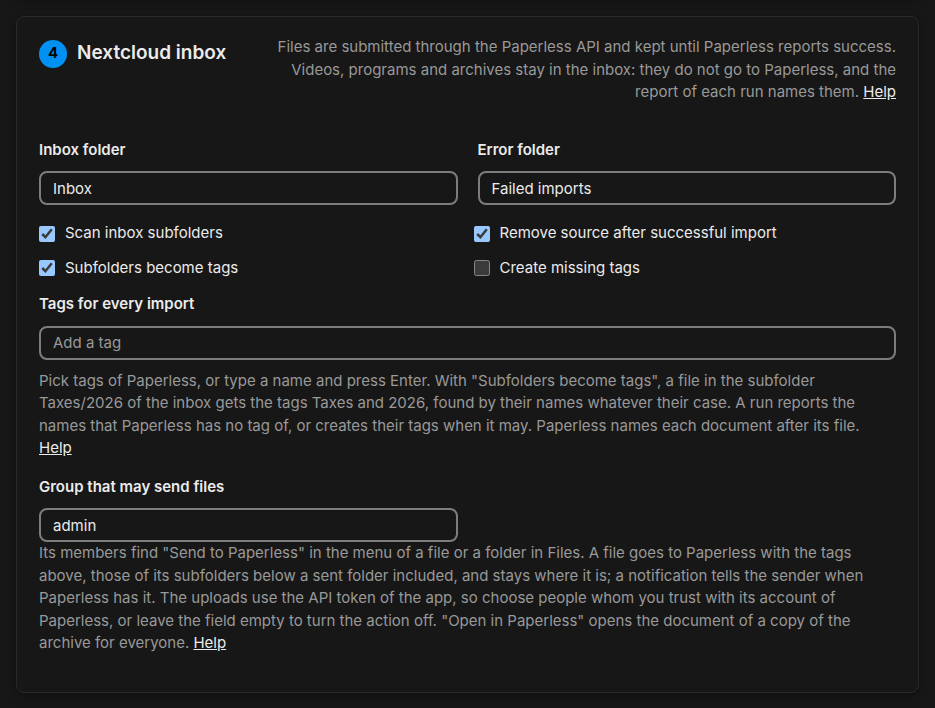 4 Nextcloud inbox
Files are submitted through the Paperless API and kept until Paperless reports success.
Videos, programs and archives stay in the inbox: they do not go to Paperless, and the
report of each run names them. Help
Inbox folder
Inbox
Error folder
Failed imports
Scan inbox subfolders
Remove source after successful import
Subfolders become tags
Create missing tags
Tags for every import
Add a tag
Pick tags of Paperless, or type a name and press Enter. With "Subfolders become tags", a file in the subfolder
Taxes/2026 of the inbox gets the tags Taxes and 2026, found by their names whatever their case. A run reports the
names that Paperless has no tag of, or creates their tags when it may. Paperless names each document after its file.
Help
Group that may send files
admin
Its members find "Send to Paperless" in the menu of a file or a folder in Files. A file goes to Paperless with the tags
above, those of its subfolders below a sent folder included, and stays where it is; a notification tells the sender when
Paperless has it. The uploads use the API token of the app, so choose people whom you trust with its account of
Paperless, or leave the field empty to turn the action off. "Open in Paperless" opens the document of a copy of the
archive for everyone. Help